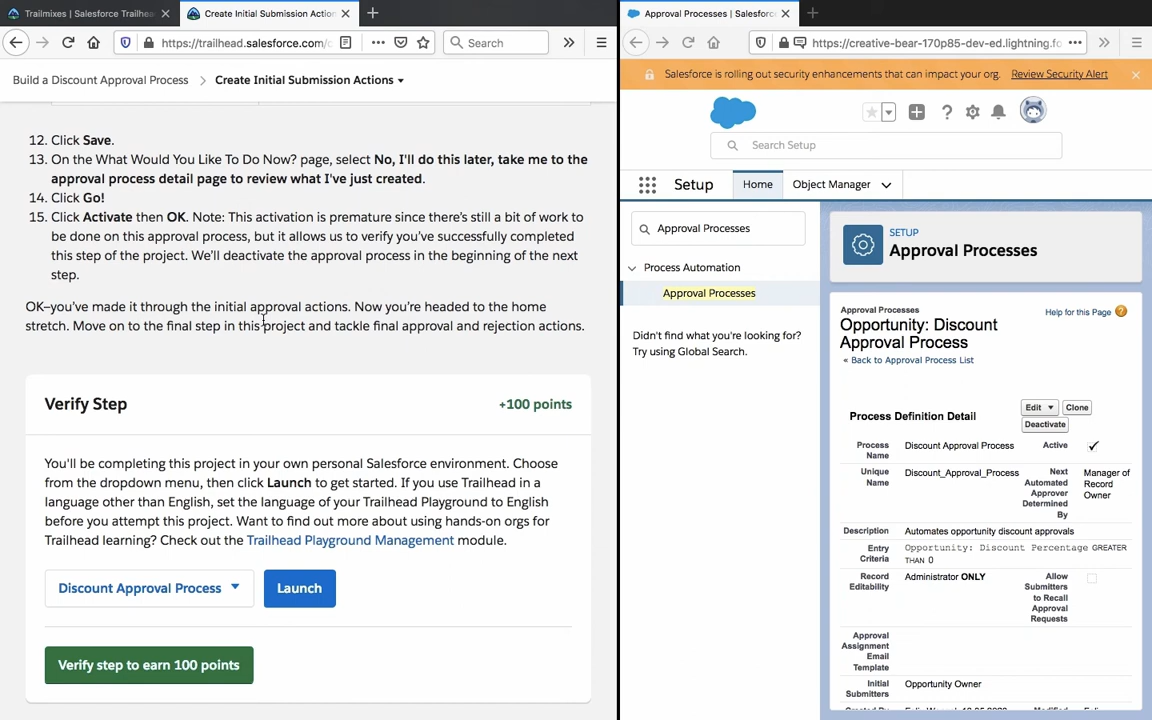 Trailmixes | Salesforce Trailhea
Create Initial Submission Action
https://trailhead.salesforce.com/c
Search
Build a Discount Approval Process
Create Initial Submission Actions
12. Click Save.
13. On the What Would You Like To Do Now? page, select No, I'll do this later, take me to the
approval process detail page to review what I've just created.
14. Click Go!
15. Click Activate then OK. Note: This activation is premature since there's still a bit of work to
be done on this approval process, but it allows us to verify you've successfully completed
this step of the project. We'll deactivate the approval process in the beginning of the next
step.
OK–you've made it through the initial approval actions. Now you're headed to the home
stretch. Move on to the final step in this project and tackle final approval and rejection actions.
Verify Step
+100 points
You'll be completing this project in your own personal Salesforce environment. Choose
from the dropdown menu, then click Launch to get started. If you use Trailhead in a
language other than English, set the language of your Trailhead Playground to English
before you attempt this project. Want to find out more about using hands-on orgs for
Trailhead learning? Check out the Trailhead Playground Management module.
Discount Approval Process
Launch
Verify step to earn 100 points
Approval Processes | Salesforc
https://creative-bear-170p85-dev-ed.lightning.fo
Salesforce is rolling out security enhancements that can impact your org. Review Security Alert
Search Setup
Setup
Home
Object Manager
Approval Processes
Process Automation
Approval Processes
Didn't find what you're looking for?
Try using Global Search.
SETUP
Approval Processes
Approval Processes
Opportunity: Discount
Approval Process
Help for this Page
« Back to Approval Process List
Process Definition Detail
Edit
Clone
Deactivate
Process
Name
Discount Approval Process
Active
Unique
Name
Discount_Approval_Process
Next
Automated
Approver
Determined
By
Manager of
Record
Owner
Description
Automates opportunity discount approvals
Entry
Criteria
Opportunity: Discount Percentage GREATER
THAN 0
Record
Editability
Administrator ONLY
Allow
Submitters
to Recall
Approval
Requests
Approval
Assignment
Email
Template
Initial
Submitters
Opportunity Owner